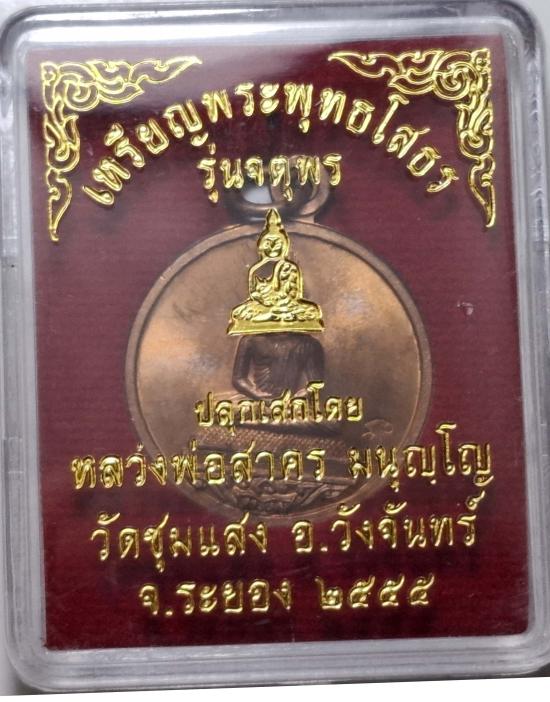 เหรียญพระพุทธโสธร
รุ่นจตุพร
ปลุกเสกโดย
หลวงพ่อสาคร มนุญฺโญ
วัดชุมแสง อ.วังจันทร์
จ.ระยอง ๒๕๕๕